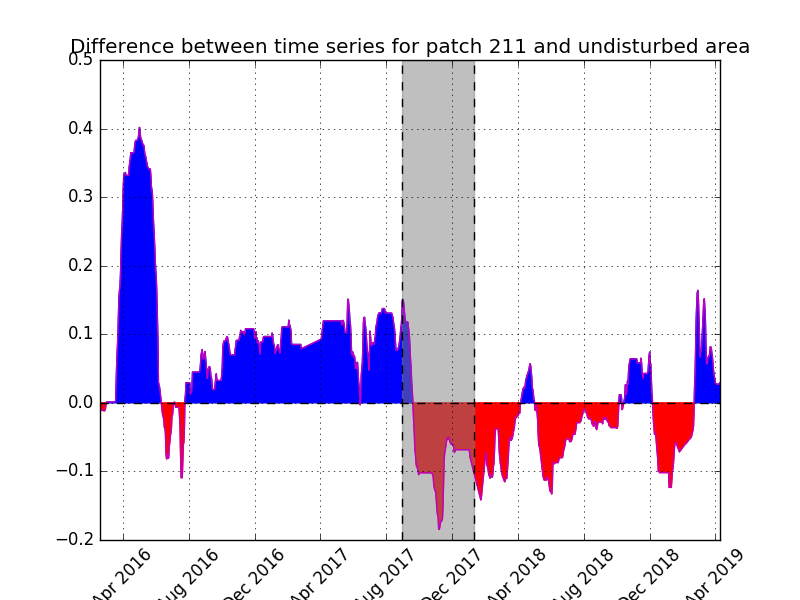 Difference between time series for patch 211 and undisturbed area
0.5
0.4
0.3
0.2
0.1
0.0
−0.1
−0.2
Apr 2016
Aug 2016
Dec 2016
Apr 2017
Aug 2017
Dec 2017
Apr 2018
Aug 2018
Dec 2018
Apr 2019